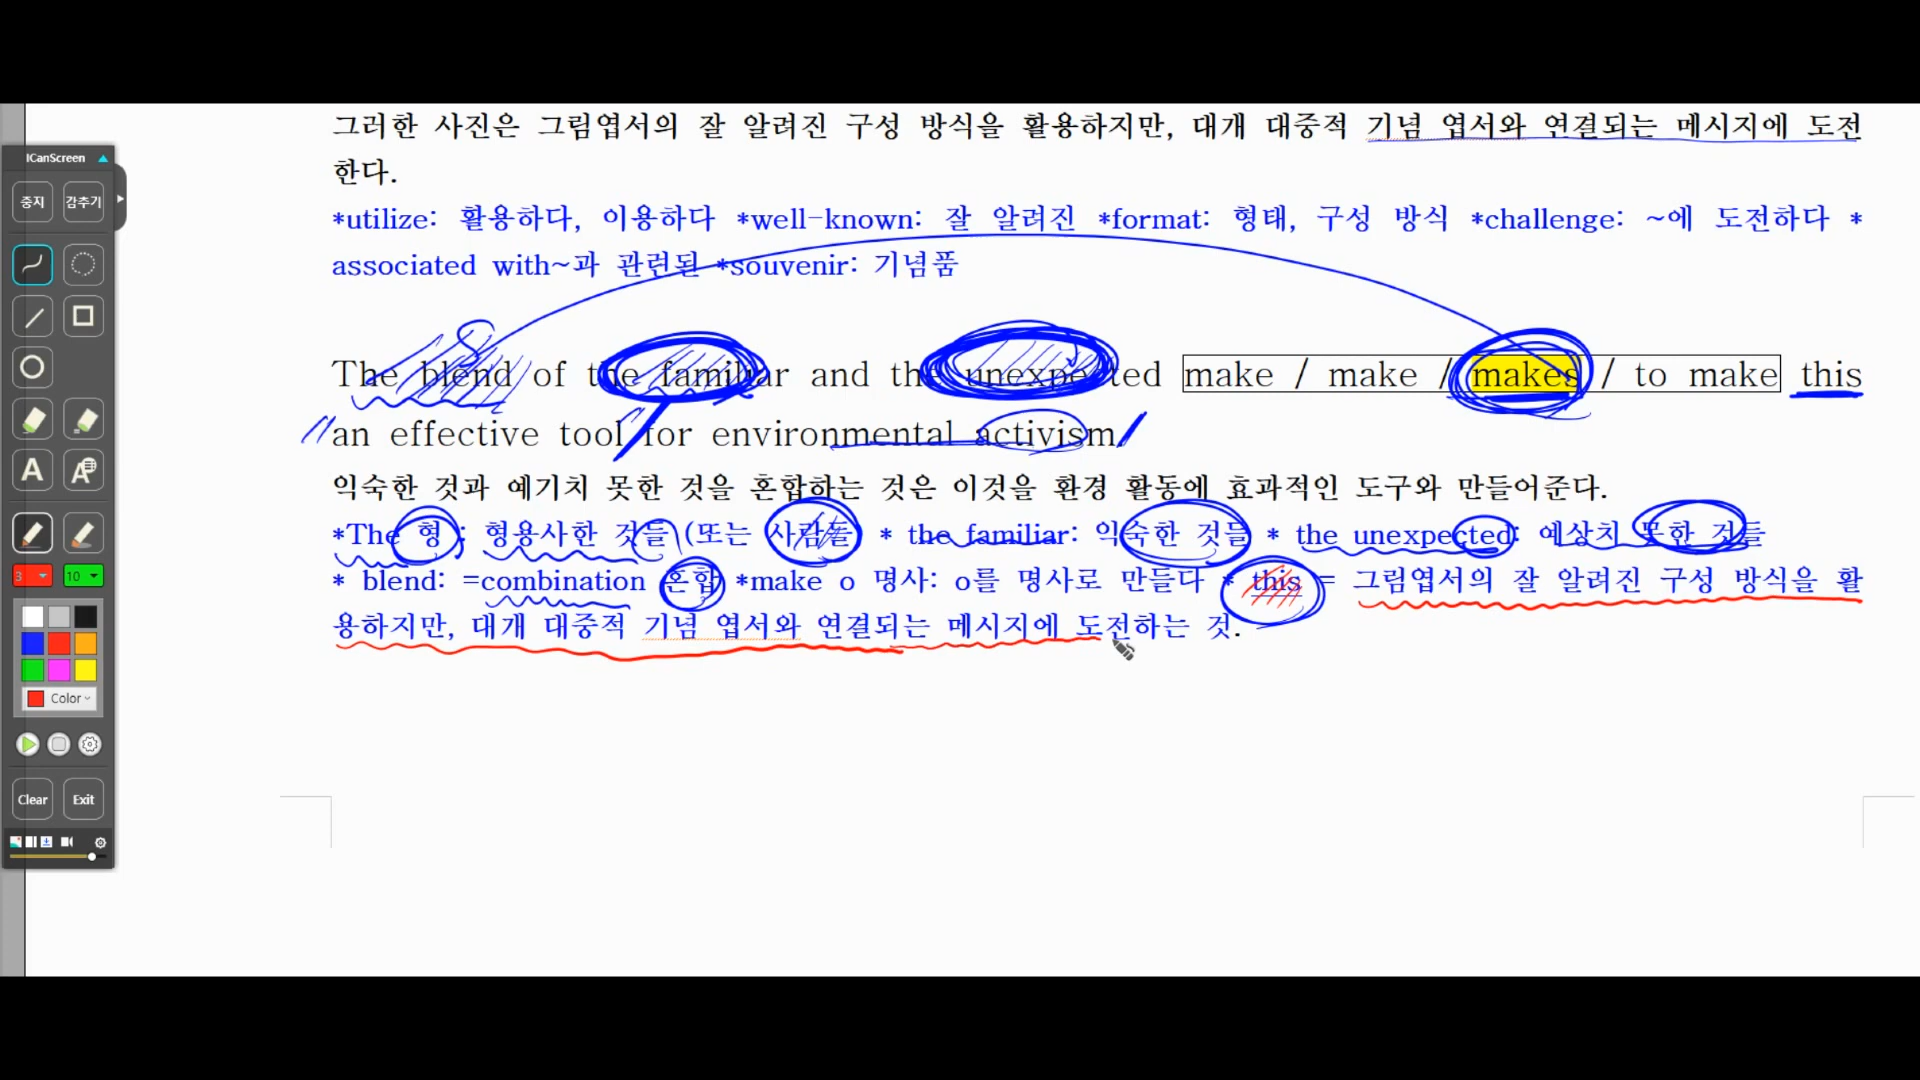 그러한 사진은 그림엽서의 잘 알려진 구성 방식을 활용하지만, 대개 대중적 기념 엽서와 연결되는 메시지에 도전
한다.
*utilize: 활용하다, 이용하다 *well-known: 잘 알려진 *format: 형태, 구성 방식 *challenge: ~에 도전하다 *
associated with~과 관련된 *souvenir: 기념품
The blend of the familiar and the unexpected make / make / makes / to make this
an effective tool for environmental activism.
익숙한 것과 예기치 못한 것을 혼합하는 것은 이것을 환경 활동에 효과적인 도구와 만들어준다.
*The 형 : 형용사한 것들 (또는 사람들 * the familiar: 익숙한 것들 * the unexpected: 예상치 못한 것들
* blend: =combination 혼합 *make o 명사: o를 명사로 만들다 * this = 그림엽서의 잘 알려진 구성 방식을 활
용하지만, 대개 대중적 기념 엽서와 연결되는 메시지에 도전하는 것.
ICanScreen
중지 감추기
A A
3 10
Color
Clear Exit